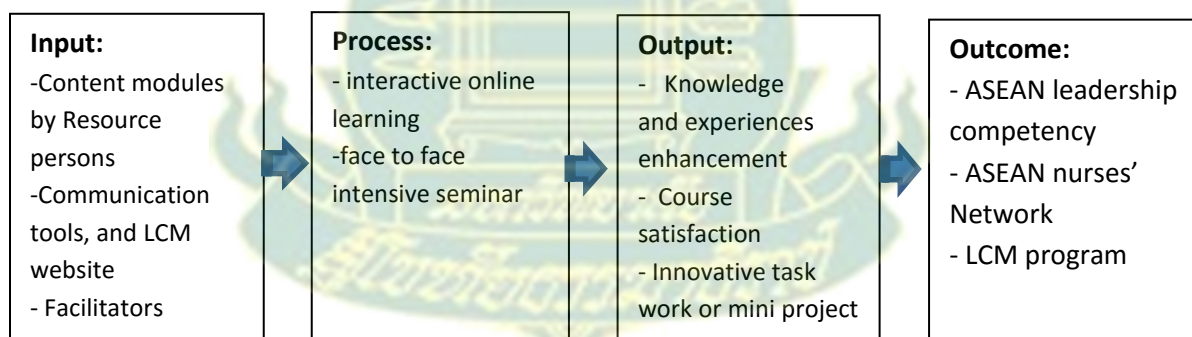 Input:
-Content modules
by Resource
persons
-Communication
tools, and LCM
website
- Facilitators
Process:
- interactive online
learning
-face to face
intensive seminar
Output:
- Knowledge
and experiences
enhancement
- Course
satisfaction
- Innovative task
work or mini project
Outcome:
- ASEAN leadership
competency
- ASEAN nurses’
Network
- LCM program